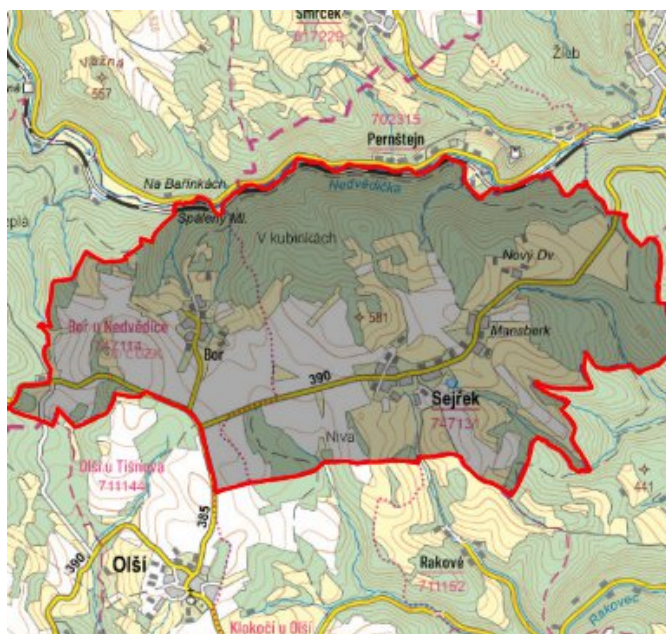 Smrček
617229
Žleb
Vážná
557
702315
Pernštejn
Na Bařinkách
Nedvědička
Spálený Ml.
V kubinkách
Nový Dv.
581
Bor u Nedvědice
747114
ČÚZK
Bor
Mansberk
390
Sejřek
747131
Niva
Olší u Tišnova
711144
441
385
390
Olší
Rakové
711152
Klokočí u Olší
Rakovec